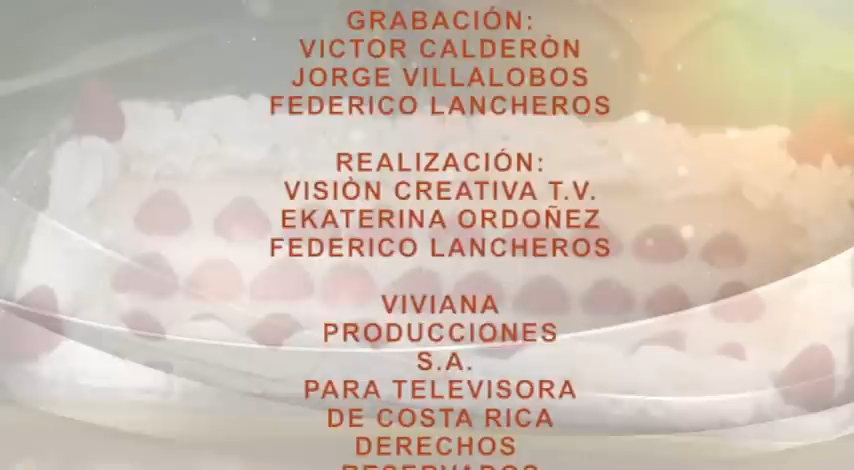 GRABACIÓN:
VICTOR CALDERÒN
JORGE VILLALOBOS
FEDERICO LANCHEROS
REALIZACIÓN:
VISIÒN CREATIVA T.V.
EKATERINA ORDOÑEZ
FEDERICO LANCHEROS
VIVIANA
PRODUCCIONES
S.A.
PARA TELEVISORA
DE COSTA RICA
DERECHOS
RESERVADOS